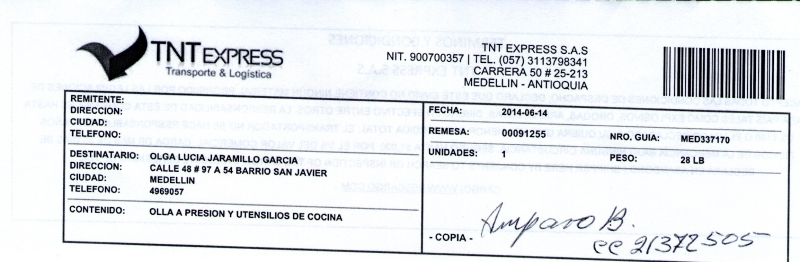 TNT EXPRESS
Transporte & Logística
TNT EXPRESS S.A.S
NIT. 900700357 | TEL. (057) 3113798341
CARRERA 50 # 25-213
MEDELLIN - ANTIOQUIA
REMITENTE:
DIRECCION:
CIUDAD:
TELEFONO:
DESTINATARIO: OLGA LUCIA JARAMILLO GARCIA
DIRECCION: CALLE 48 # 97 A 54 BARRIO SAN JAVIER
CIUDAD: MEDELLIN
TELEFONO: 4969057
CONTENIDO: OLLA A PRESION Y UTENSILIOS DE COCINA
FECHA: 2014-06-14
REMESA: 00091255 NRO. GUIA: MED337170
UNIDADES: 1 PESO: 28 LB
- COPIA - Amparo B.
cc 21372505